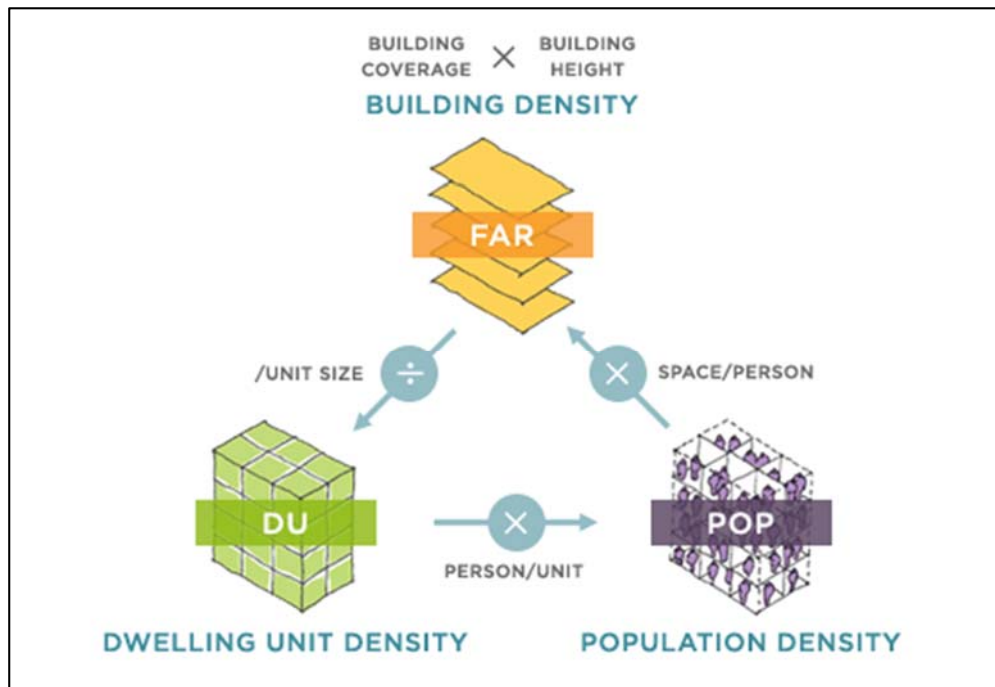 BUILDING COVERAGE × BUILDING HEIGHT
BUILDING DENSITY
FAR
/UNIT SIZE
÷
×
SPACE/PERSON
DU
×
POP
PERSON/UNIT
DWELLING UNIT DENSITY
POPULATION DENSITY